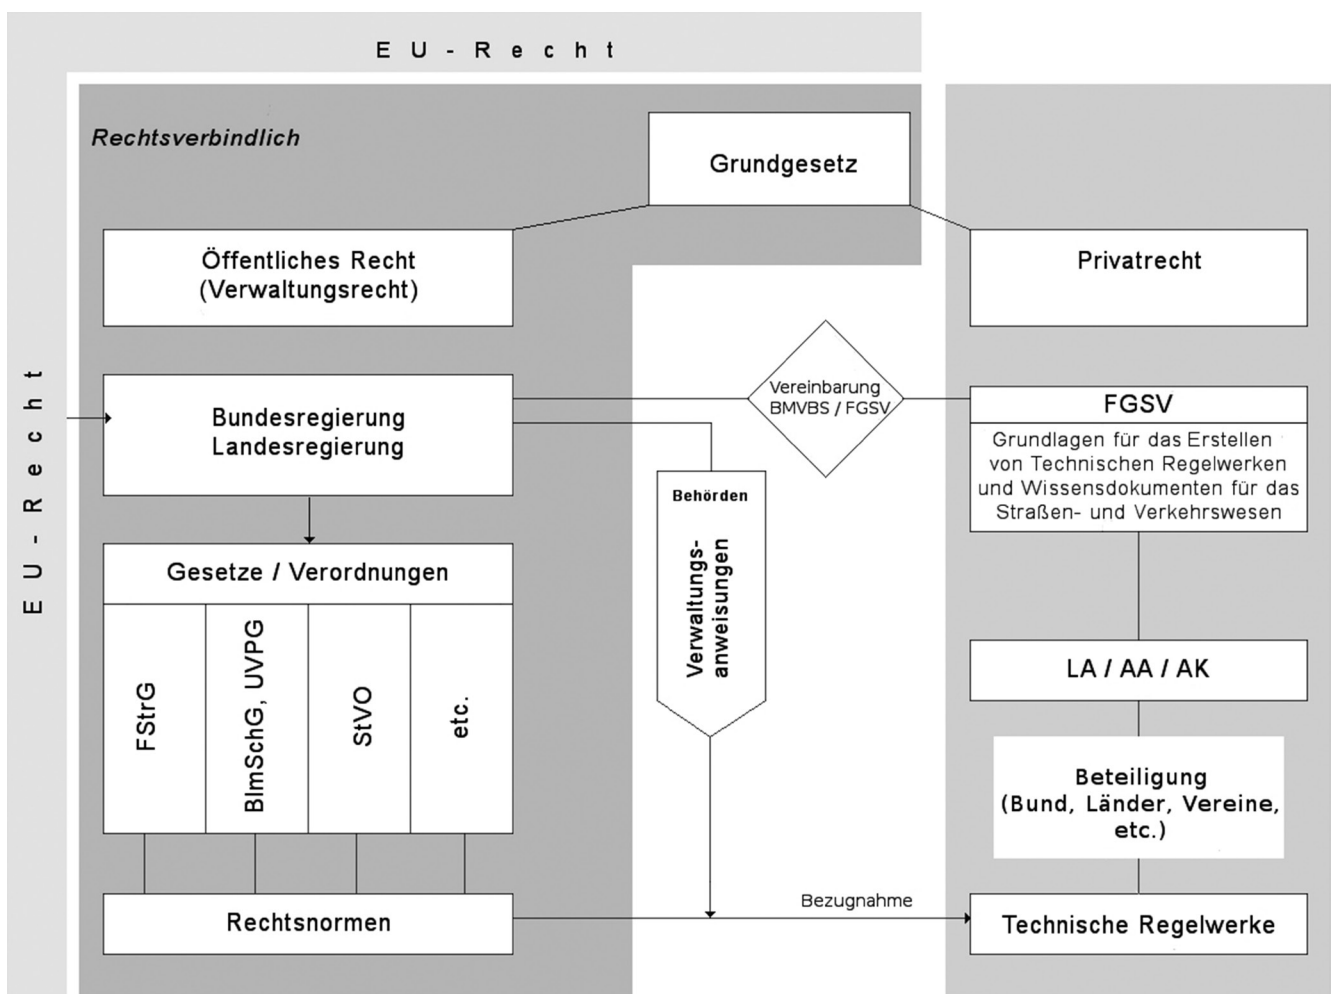 EU-Recht
EU-Recht
Rechtsverbindlich
Grundgesetz
Öffentliches Recht
(Verwaltungsrecht)
Privatrecht
Bundesregierung
Landesregierung
Vereinbarung
BMVBS / FGSV
FGSV
Grundlagen für das Erstellen
von Technischen Regelwerken
und Wissensdokumenten für das
Straßen- und Verkehrswesen
Behörden
Verwaltungs-
anweisungen
Gesetze / Verordnungen
FStrG
BImSchG, UVPG
StVO
etc.
LA / AA / AK
Beteiligung
(Bund, Länder, Vereine,
etc.)
Rechtsnormen
Bezugnahme
Technische Regelwerke